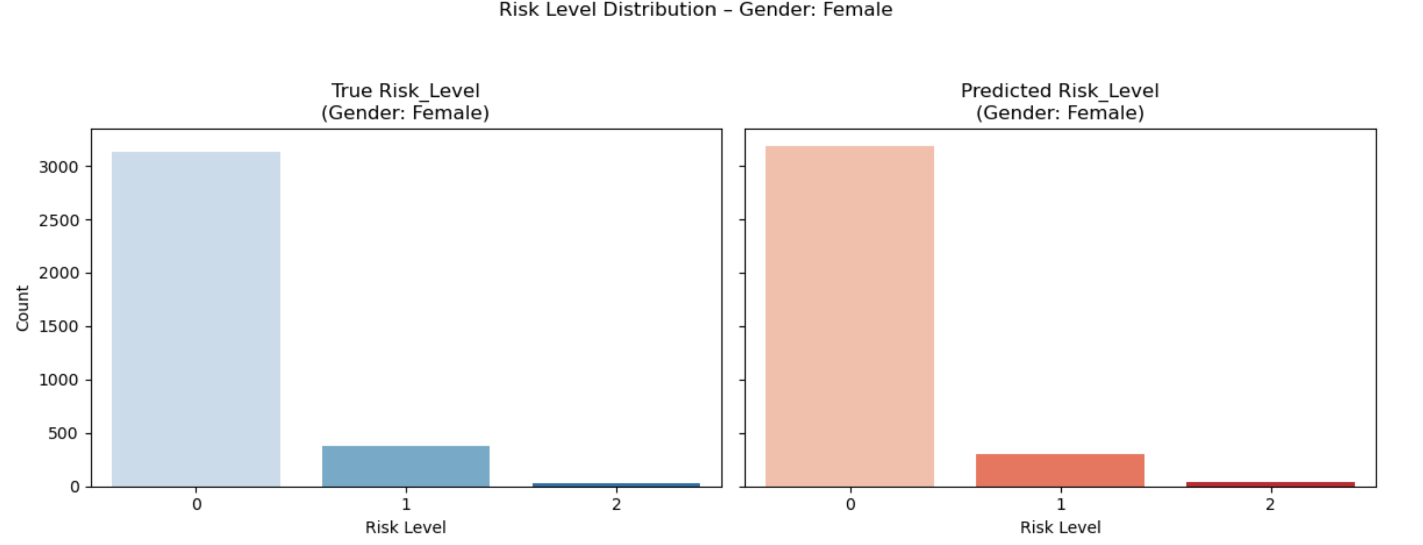 Risk Level Distribution – Gender: Female
True Risk_Level
(Gender: Female)
Count
3000
2500
2000
1500
1000
500
0
0 1 2
Risk Level
Predicted Risk_Level
(Gender: Female)
0 1 2
Risk Level